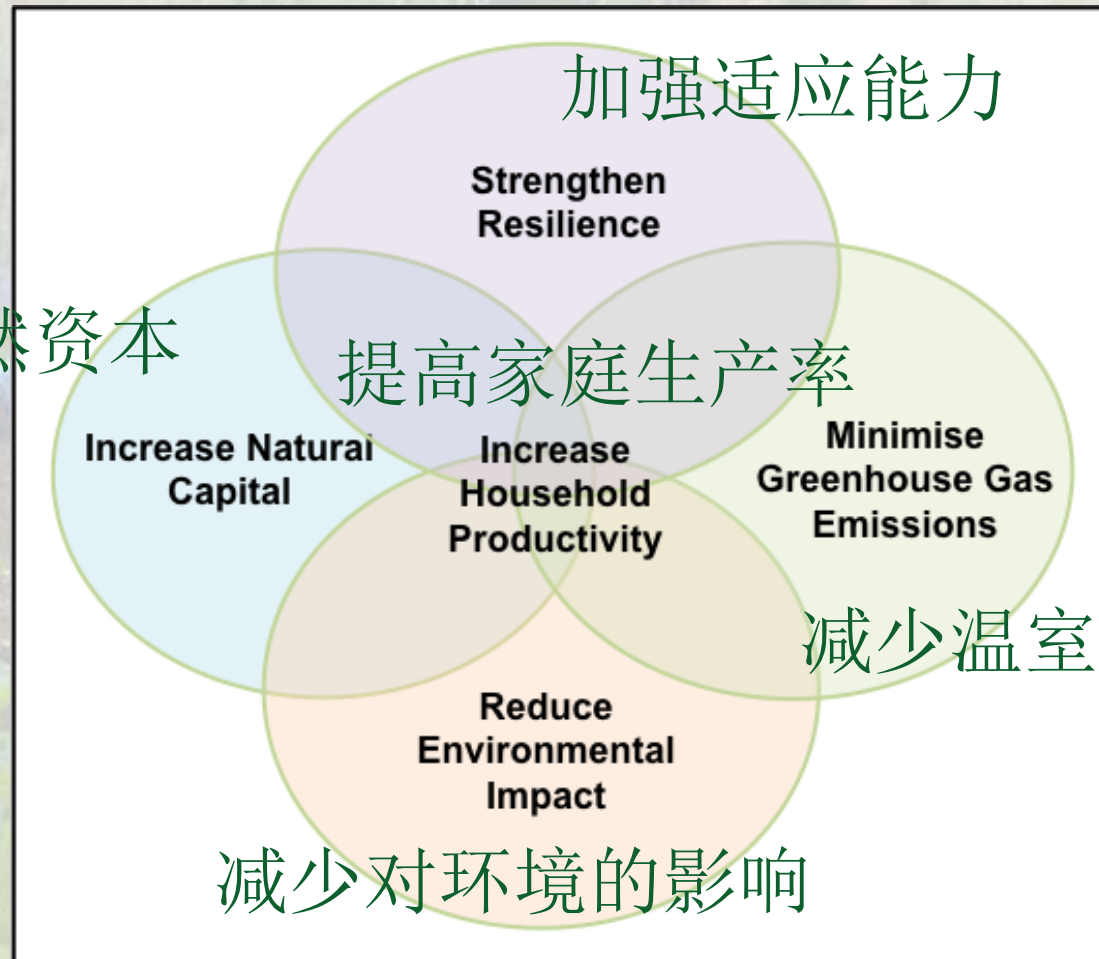 加强适应能力
Strengthen
Resilience
然资本
提高家庭生产率
Increase Natural
Capital
Increase
Household
Productivity
Minimise
Greenhouse Gas
Emissions
减少温室
Reduce
Environmental
Impact
减少对环境的影响